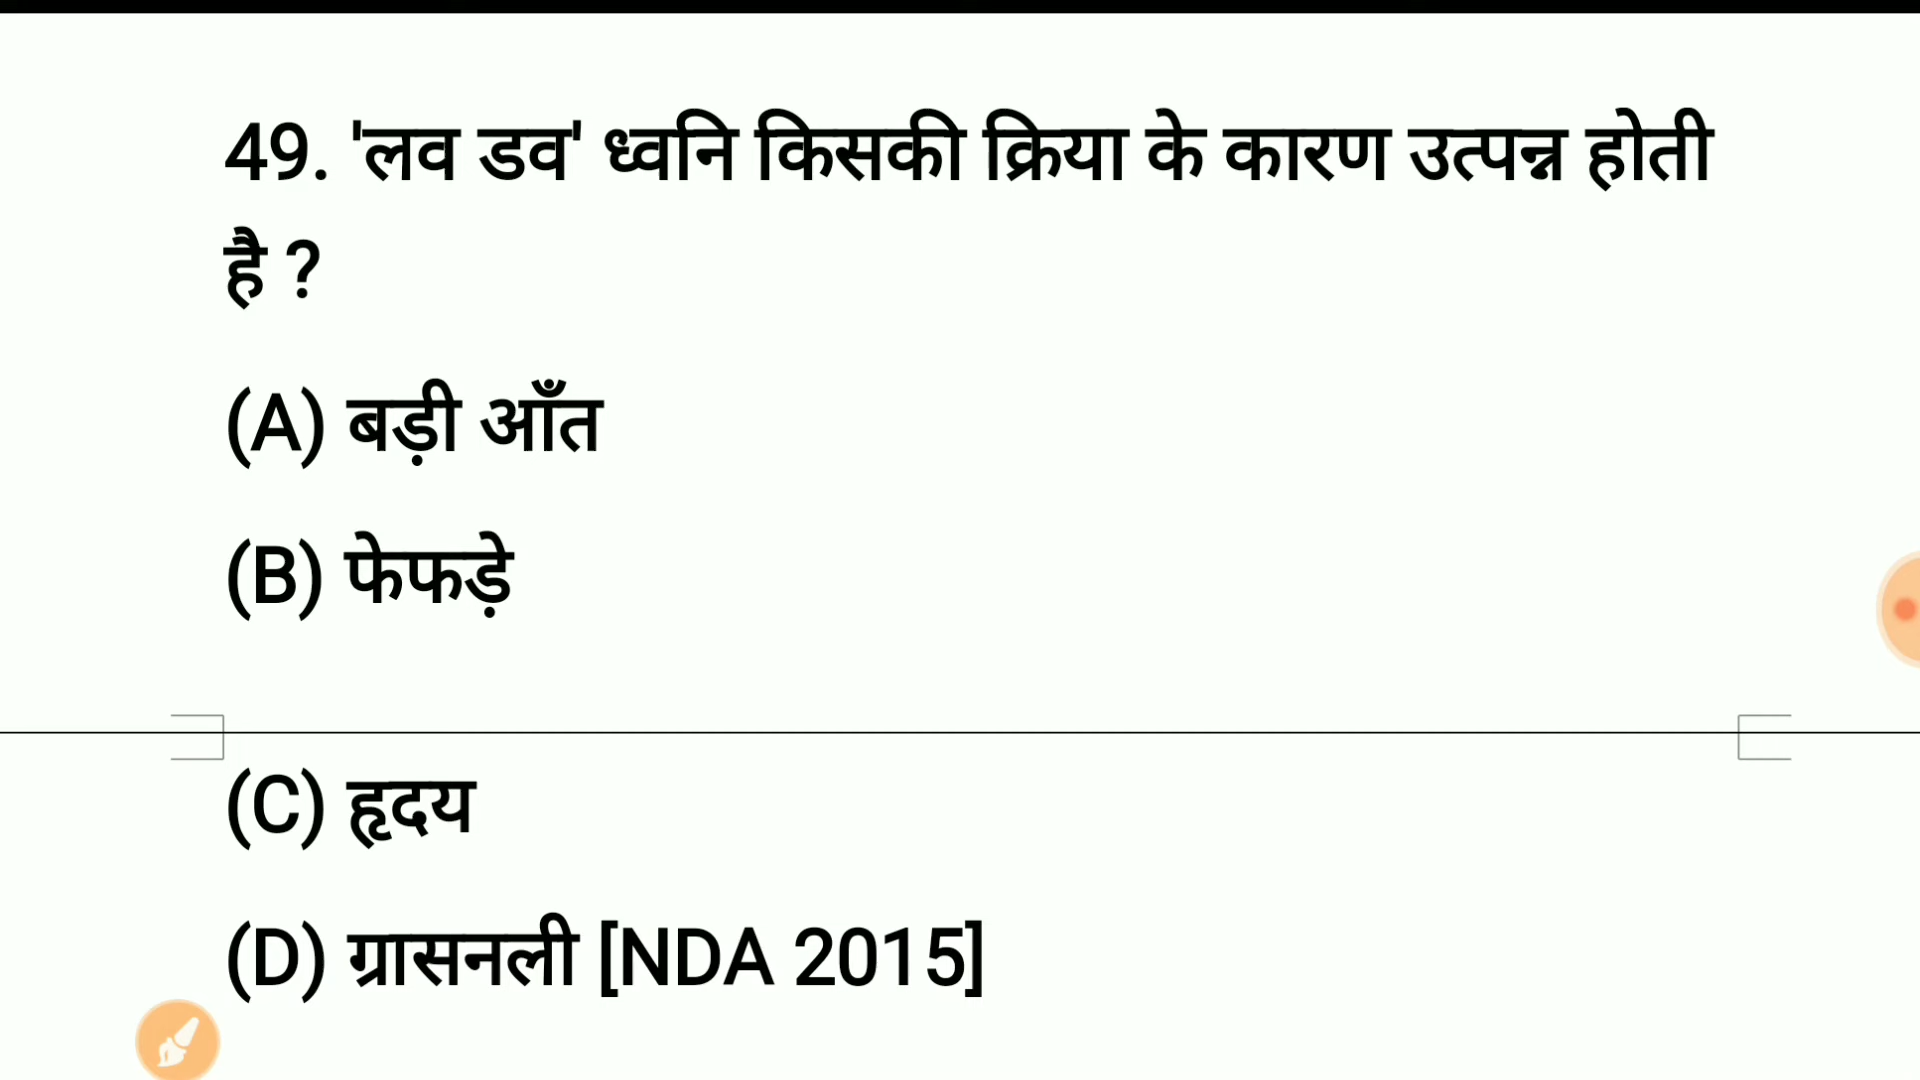 49. 'लव डव' ध्वनि किसकी क्रिया के कारण उत्पन्न होती
है ?
(A) बड़ी आँत
(B) फेफड़े
(C) हृदय
(D) ग्रासनली [NDA 2015]